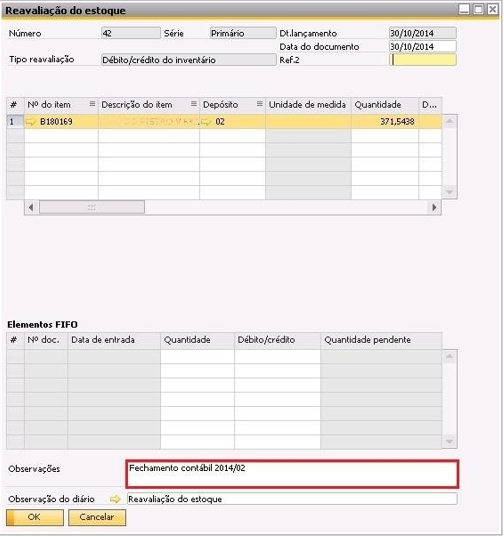 Reavaliação do estoque
Número 42 Série Primário Dt.lançamento 30/10/2014
Data do documento 30/10/2014
Tipo reavaliação Débito/crédito do inventário Ref.2
# Nº do item Descrição do item Depósito Unidade de medida Quantidade D...
1 B180169 02 371,5438
Elementos FIFO
# Nº doc. Data de entrada Quantidade Débito/crédito Quantidade pendente
Observações Fechamento contábil 2014/02
Observação do diário Reavaliação do estoque
OK Cancelar